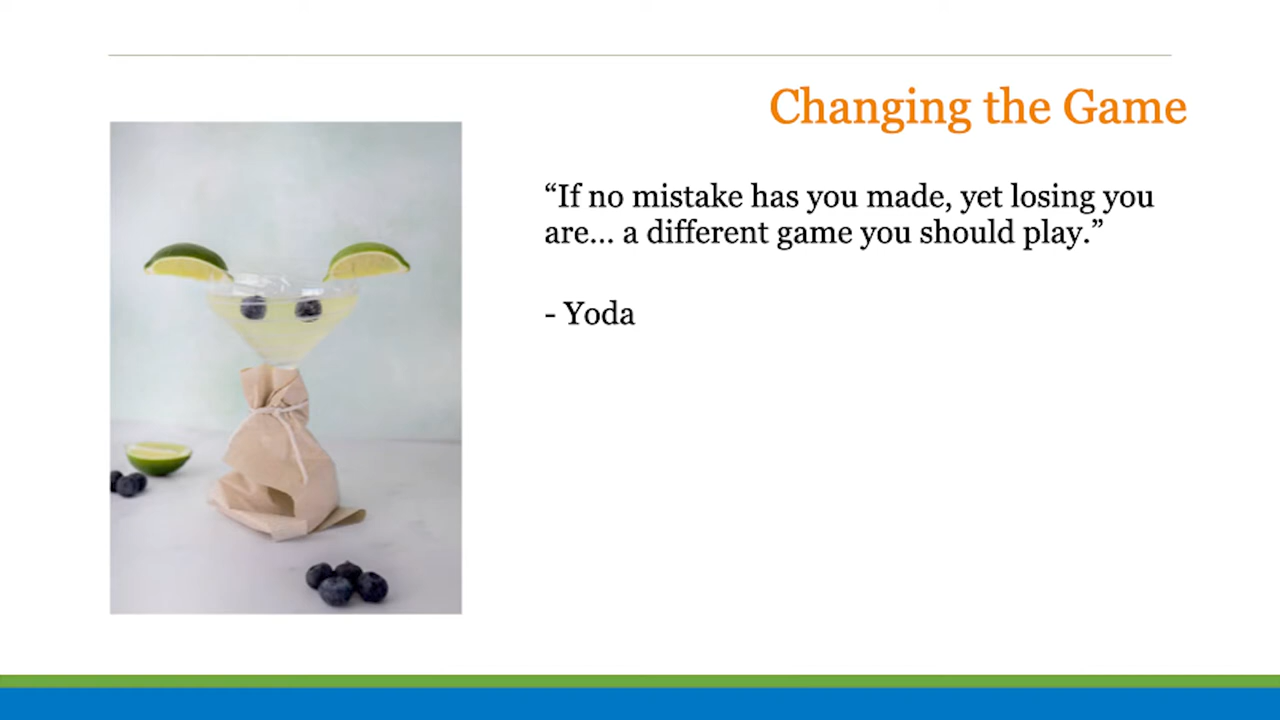 Changing the Game
“If no mistake has you made, yet losing you
are... a different game you should play.”
- Yoda